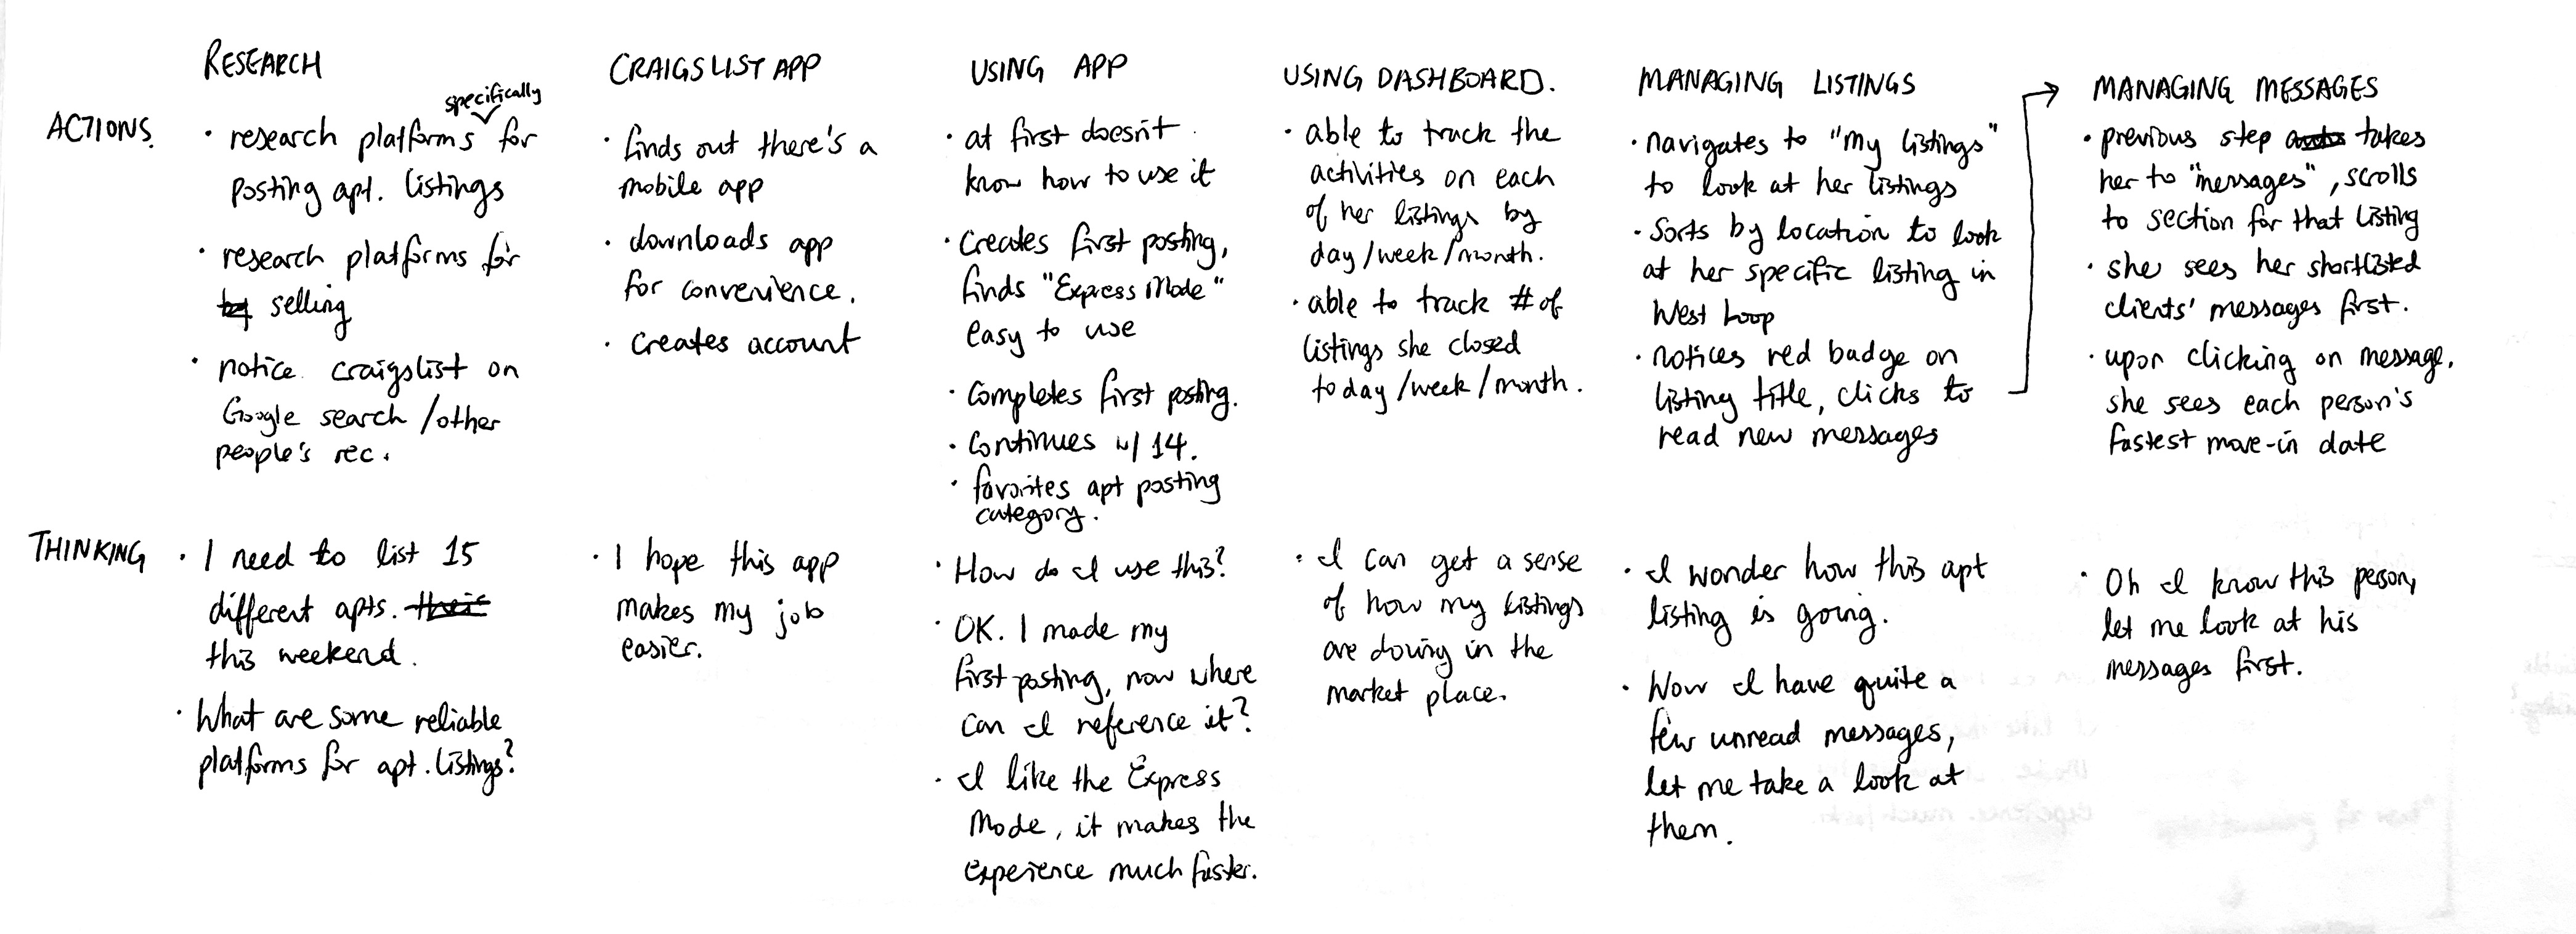 RESEARCH
CRAIGSLIST APP
USING APP
USING DASHBOARD.
MANAGING LISTINGS
MANAGING MESSAGES
ACTIONS.
specifically
· research platforms for
posting apt. listings
· research platforms for
selling
· notice craigslist on
Google search / other
people's rec.
· finds out there's a
mobile app
· downloads app
for convenience.
· creates account
· at first doesn't
know how to use it
· Creates first posting,
finds "Express Mode"
easy to use
· Completes first posting.
· Continues w/ 14.
· favorites apt posting
category.
· able to track the
activities on each
of her listings by
day/week/month.
· able to track # of
listings she closed
today/week/month.
· navigates to "My listings"
to look at her listings
· Sorts by location to look
at her specific listing in
West Loop
· notices red badge on
listing title, clicks to
read new messages
· previous step takes
her to "messages", scrolls
to section for that listing
· she sees her shortlisted
clients' messages first.
· upon clicking on message,
she sees each person's
fastest move-in date
THINKING
· I need to list 15
different apts.
this weekend.
· What are some reliable
platforms for apt. listings?
· I hope this app
makes my job
easier.
· How do I use this?
· OK. I made my
first posting, now where
can I reference it?
· I like the Express
Mode, it makes the
experience much faster.
· I can get a sense
of how my listings
are doing in the
market place.
· I wonder how this apt
listing is going.
· Wow I have quite a
few unread messages,
let me take a look at
them.
· Oh I know this person,
let me look at his
messages first.